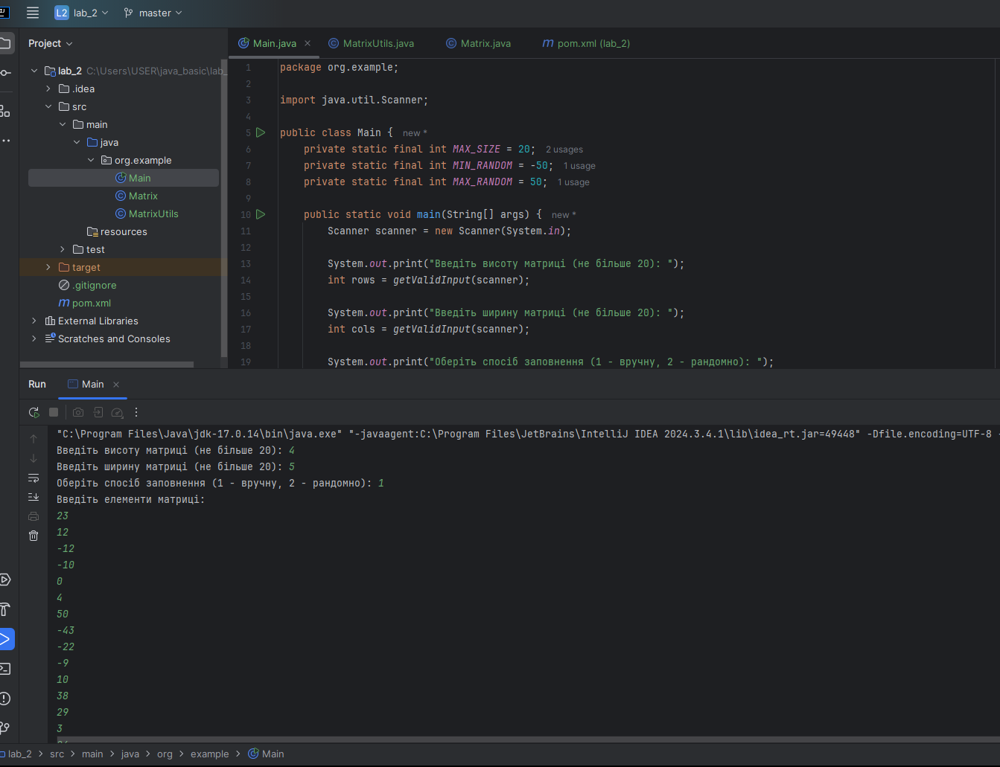 L2 lab_2 master
Project
Main.java MatrixUtils.java Matrix.java m pom.xml (lab_2)
lab_2 C:\Users\USER\java_basic\lab_
.idea
src
main
java
org.example
Main
Matrix
MatrixUtils
resources
test
target
.gitignore
m pom.xml
External Libraries
Scratches and Consoles
1 package org.example;
2
3 import java.util.Scanner;
4
5 public class Main { new *
6 private static final int MAX_SIZE = 20; 2 usages
7 private static final int MIN_RANDOM = -50; 1 usage
8 private static final int MAX_RANDOM = 50; 1 usage
9
10 public static void main(String[] args) { new *
11 Scanner scanner = new Scanner(System.in);
12
13 System.out.print("Введіть висоту матриці (не більше 20): ");
14 int rows = getValidInput(scanner);
15
16 System.out.print("Введіть ширину матриці (не більше 20): ");
17 int cols = getValidInput(scanner);
18
19 System.out.print("Оберіть спосіб заповнення (1 - вручну, 2 - рандомно): ");
Run Main
"C:\Program Files\Java\jdk-17.0.14\bin\java.exe" "-javaagent:C:\Program Files\JetBrains\IntelliJ IDEA 2024.3.4.1\lib\idea_rt.jar=49448" -Dfile.encoding=UTF-8
Введіть висоту матриці (не більше 20): 4
Введіть ширину матриці (не більше 20): 5
Оберіть спосіб заповнення (1 - вручну, 2 - рандомно): 1
Введіть елементи матриці:
23
12
-12
-10
0
4
50
-43
-22
-9
10
38
29
3
lab_2 > src > main > java > org > example > Main